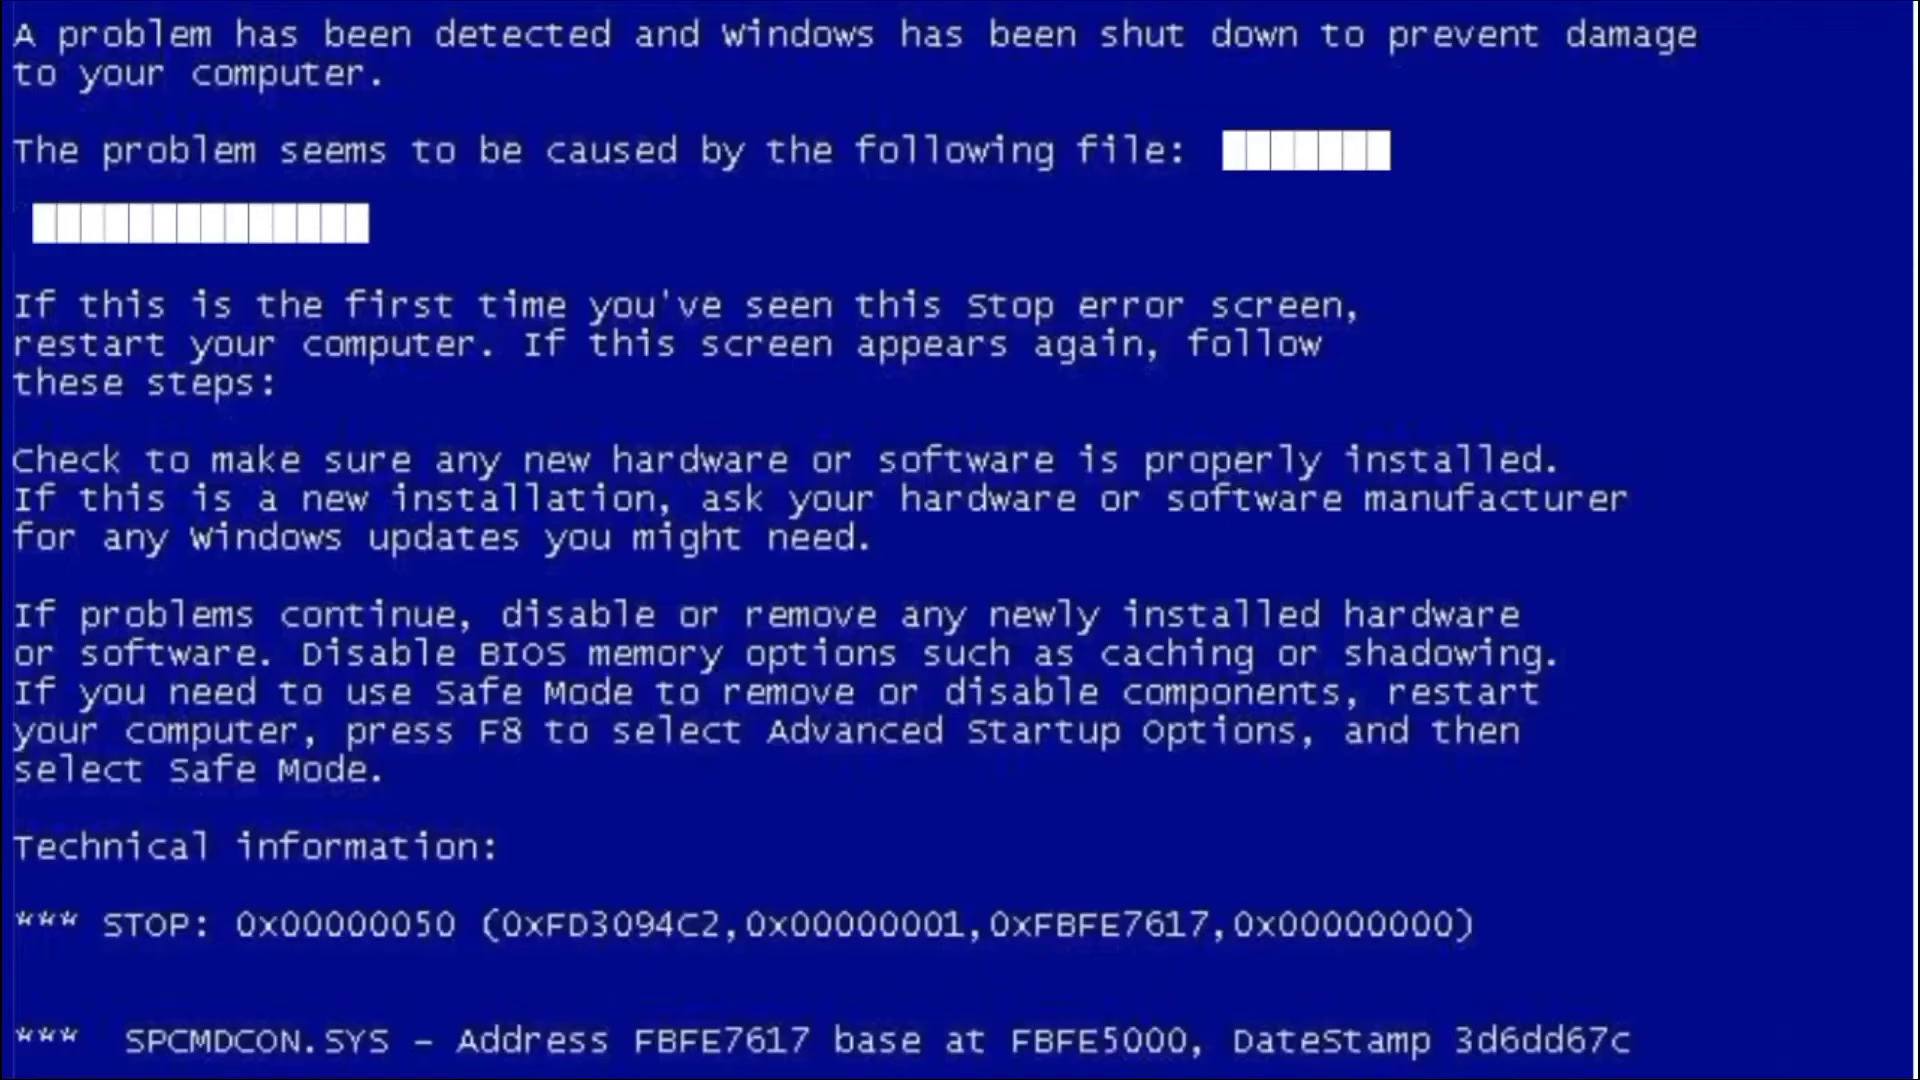 A problem has been detected and Windows has been shut down to prevent damage
to your computer.
The problem seems to be caused by the following file:
If this is the first time you've seen this Stop error screen,
restart your computer. If this screen appears again, follow
these steps:
Check to make sure any new hardware or software is properly installed.
If this is a new installation, ask your hardware or software manufacturer
for any Windows updates you might need.
If problems continue, disable or remove any newly installed hardware
or software. Disable BIOS memory options such as caching or shadowing.
If you need to use Safe Mode to remove or disable components, restart
your computer, press F8 to select Advanced Startup Options, and then
select Safe Mode.
Technical information:
*** STOP: 0x00000050 (0xFD3094C2,0x00000001,0xFBFE7617,0x00000000)
*** SPCMDCON.SYS – Address FBFE7617 base at FBFE5000, DateStamp 3d6dd67c